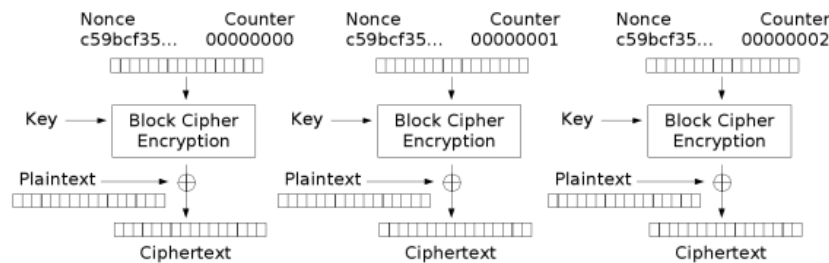 Nonce Counter Nonce Counter Nonce Counter
c59bcf35... 00000000 c59bcf35... 00000001 c59bcf35... 00000002
Key Block Cipher Encryption Key Block Cipher Encryption Key Block Cipher Encryption
Plaintext Plaintext Plaintext
Ciphertext Ciphertext Ciphertext